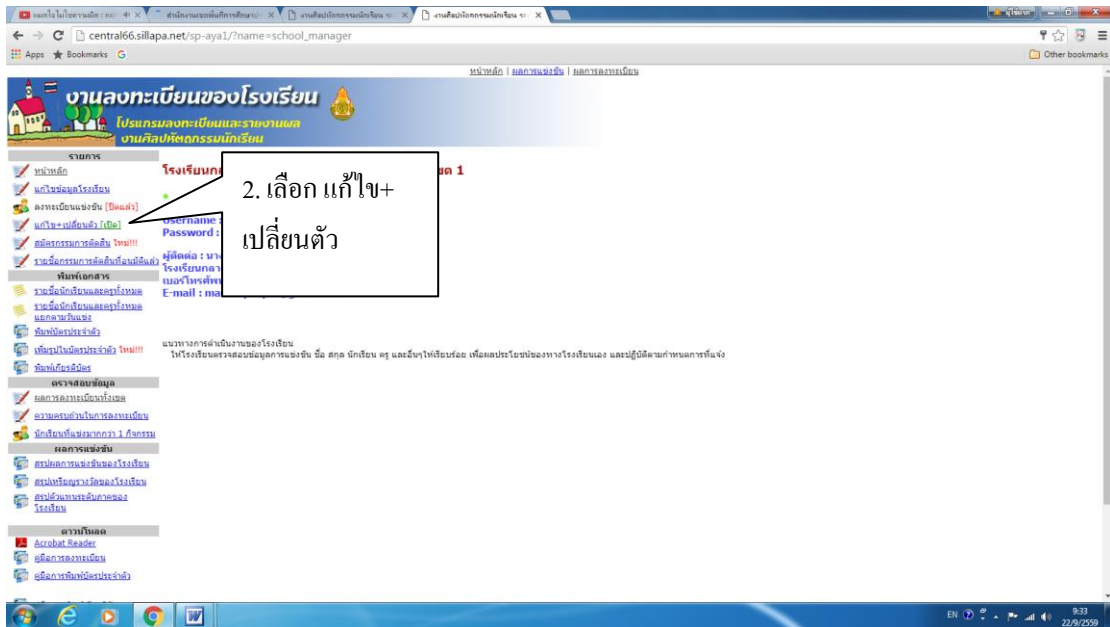 central66.sillapa.net/sp-aya1/?name=school_manager
Apps Bookmarks G Other bookmarks
หน้าหลัก | ผลการแข่งขัน | ผลการลงทะเบียน
งานลงทะเบียนของโรงเรียน
โปรแกรมลงทะเบียนและรายงานผล
งานศิลปหัตถกรรมนักเรียน
รายการ
หน้าหลัก
แก้ไขข้อมูลโรงเรียน
ลงทะเบียนแข่งขัน [ปิดแล้ว]
แก้ไข+เปลี่ยนตัว [เปิด]
สมัครกรรมการตัดสิน ใหม่!!!
รายชื่อกรรมการตัดสินที่อนุมัติแล้ว
พิมพ์เอกสาร
รายชื่อนักเรียนและครูทั้งหมด
รายชื่อนักเรียนและครูทั้งหมด
แยกตามวันแข่ง
พิมพ์บัตรประจำตัว
เพิ่มรูปในบัตรประจำตัว ใหม่!!!
พิมพ์เกียรติบัตร
ตรวจสอบข้อมูล
ผลการลงทะเบียนทั้งเขต
ความครบถ้วนในการลงทะเบียน
นักเรียนที่แข่งมากกว่า 1 กิจกรรม
ผลการแข่งขัน
สรุปผลการแข่งขันของโรงเรียน
สรุปเหรียญรางวัลของโรงเรียน
สรุปตัวแทนระดับภาคของ
โรงเรียน
ดาวน์โหลด
Acrobat Reader
คู่มือการลงทะเบียน
คู่มือการพิมพ์บัตรประจำตัว
2. เลือก แก้ไข+
เปลี่ยนตัว
Username :
Password :
ผู้ติดต่อ : นา
เบอร์โทรศัพ
E-mail : ma
แนวทางการดำเนินงานของโรงเรียน
ให้โรงเรียนตรวจสอบข้อมูลการแข่งขัน ชื่อ สกุล นักเรียน ครู และอื่นๆให้เรียบร้อย เพื่อผลประโยชน์ของทางโรงเรียนเอง และปฏิบัติตามกำหนดการที่แจ้ง
EN 9:33
22/9/2559